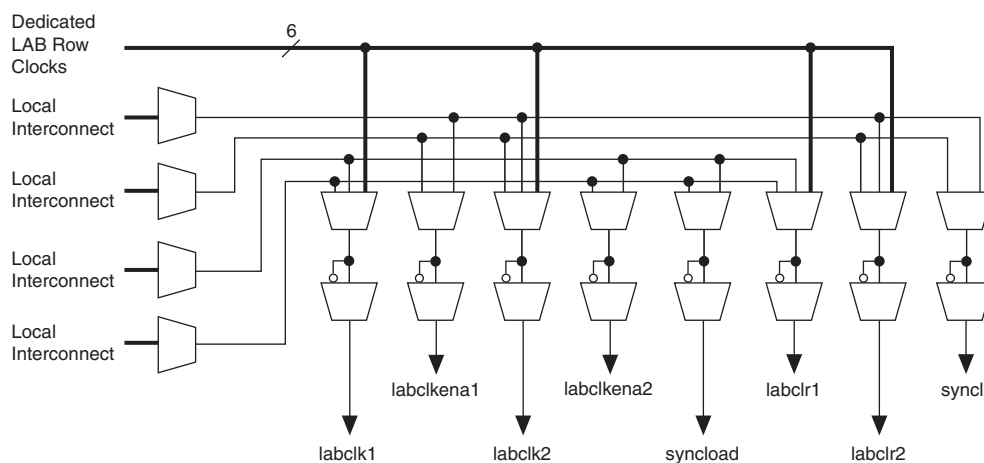 Dedicated
LAB Row
Clocks
6
Local
Interconnect
Local
Interconnect
Local
Interconnect
Local
Interconnect
labclkena1
labclkena2
labclr1
syncl
labclk1
labclk2
syncload
labclr2